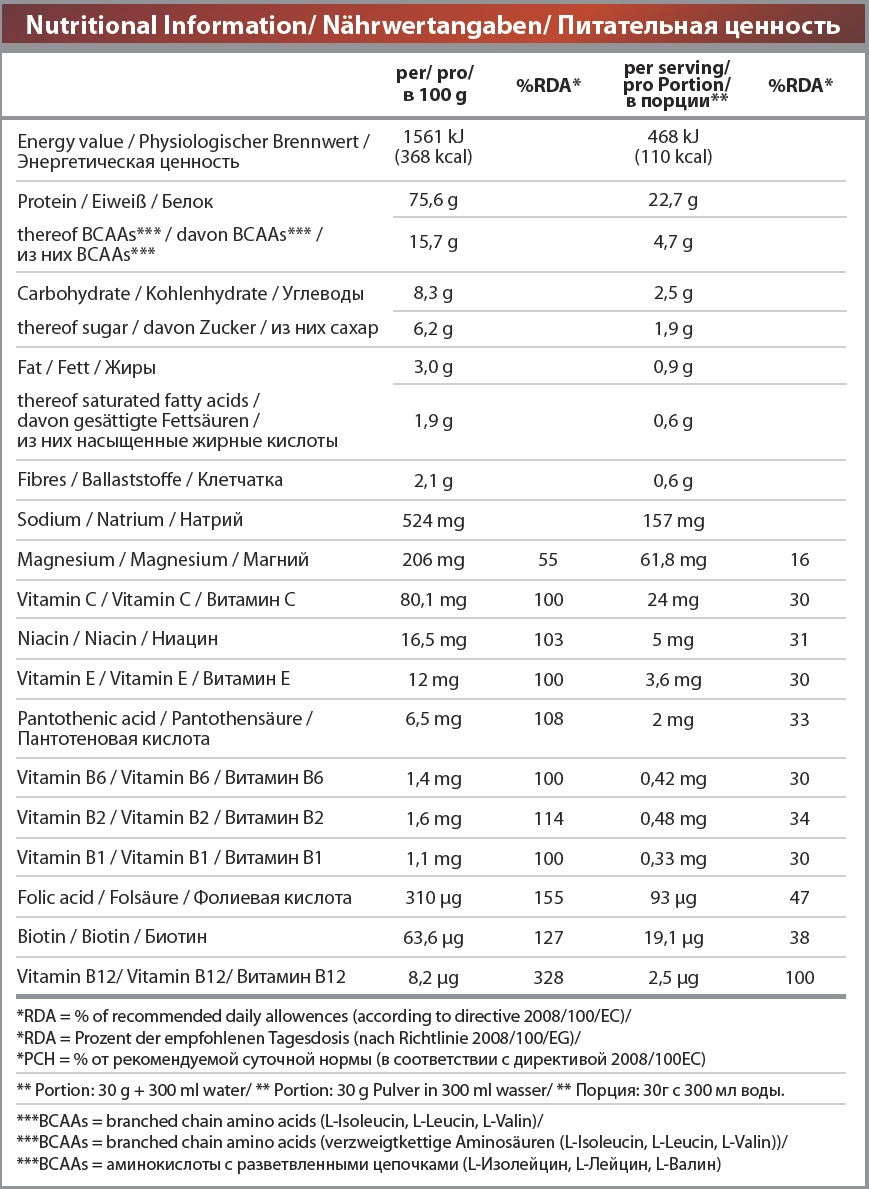 Nutritional Information/ Nährwertangaben/ Питательная ценность
per/ pro/ в 100 g %RDA* per serving/ pro Portion/ в порции** %RDA*
Energy value / Physiologischer Brennwert / 1561 kJ 468 kJ
Энергетическая ценность (368 kcal) (110 kcal)
Protein / Eiweiß / Белок 75,6 g 22,7 g
thereof BCAAs*** / davon BCAAs*** /
из них BCAAs*** 15,7 g 4,7 g
Carbohydrate / Kohlenhydrate / Углеводы 8,3 g 2,5 g
thereof sugar / davon Zucker / из них сахар 6,2 g 1,9 g
Fat / Fett / Жиры 3,0 g 0,9 g
thereof saturated fatty acids /
davon gesättigte Fettsäuren / 1,9 g 0,6 g
из них насыщенные жирные кислоты
Fibres / Ballaststoffe / Клетчатка 2,1 g 0,6 g
Sodium / Natrium / Натрий 524 mg 157 mg
Magnesium / Magnesium / Магний 206 mg 55 61,8 mg 16
Vitamin C / Vitamin C / Витамин C 80,1 mg 100 24 mg 30
Niacin / Niacin / Ниацин 16,5 mg 103 5 mg 31
Vitamin E / Vitamin E / Витамин E 12 mg 100 3,6 mg 30
Pantothenic acid / Pantothensäure / 6,5 mg 108 2 mg 33
Пантотеновая кислота
Vitamin B6 / Vitamin B6 / Витамин B6 1,4 mg 100 0,42 mg 30
Vitamin B2 / Vitamin B2 / Витамин B2 1,6 mg 114 0,48 mg 34
Vitamin B1 / Vitamin B1 / Витамин B1 1,1 mg 100 0,33 mg 30
Folic acid / Folsäure / Фолиевая кислота 310 µg 155 93 µg 47
Biotin / Biotin / Биотин 63,6 µg 127 19,1 µg 38
Vitamin B12/ Vitamin B12/ Витамин B12 8,2 µg 328 2,5 µg 100
*RDA = % of recommended daily allowences (according to directive 2008/100/EC)/
*RDA = Prozent der empfohlenen Tagesdosis (nach Richtlinie 2008/100/EG)/
*РСН = % от рекомендуемой суточной нормы (в соответствии с директивой 2008/100EC)
** Portion: 30 g + 300 ml water/ ** Portion: 30 g Pulver in 300 ml wasser/ ** Порция: 30г с 300 мл воды.
***BCAAs = branched chain amino acids (L-Isoleucin, L-Leucin, L-Valin)/
***BCAAs = branched chain amino acids (verzweigtkettige Aminosäuren (L-Isoleucin, L-Leucin, L-Valin))/
***BCAAs = аминокислоты с разветвленными цепочками (L-Изолейцин, L-Лейцин, L-Валин)